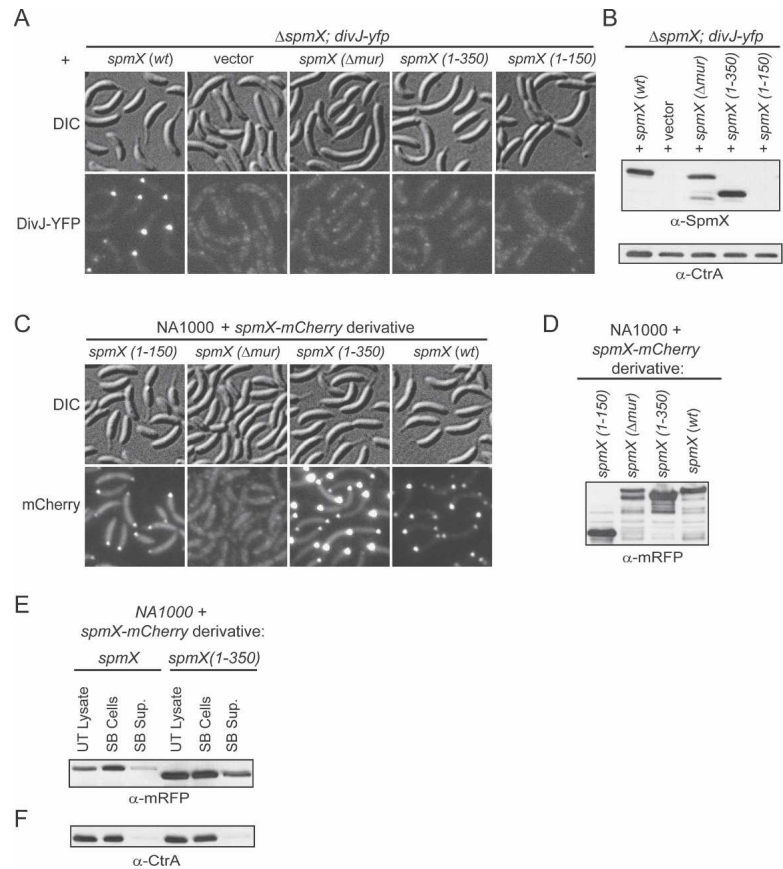 A
ΔspmX; divJ-yfp
+ spmX (wt) vector spmX (Δmur) spmX (1-350) spmX (1-150)
DIC
DivJ-YFP
B
ΔspmX; divJ-yfp
+ spmX (wt)
+ vector
+ spmX (Δmur)
+ spmX (1-350)
+ spmX (1-150)
α-SpmX
α-CtrA
C
NA1000 + spmX-mCherry derivative
spmX (1-150) spmX (Δmur) spmX (1-350) spmX (wt)
DIC
mCherry
D
NA1000 +
spmX-mCherry
derivative:
spmX (1-150)
spmX (Δmur)
spmX (1-350)
spmX (wt)
α-mRFP
E
NA1000 +
spmX-mCherry derivative:
spmX spmX(1-350)
UT Lysate
SB Cells
SB Sup.
UT Lysate
SB Cells
SB Sup.
α-mRFP
F
α-CtrA